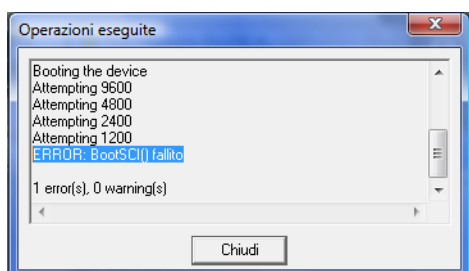 Operazioni eseguite
Booting the device
Attempting 9600
Attempting 4800
Attempting 2400
Attempting 1200
ERROR: BootSCI() fallito
1 error(s), 0 warning(s)
Chiudi